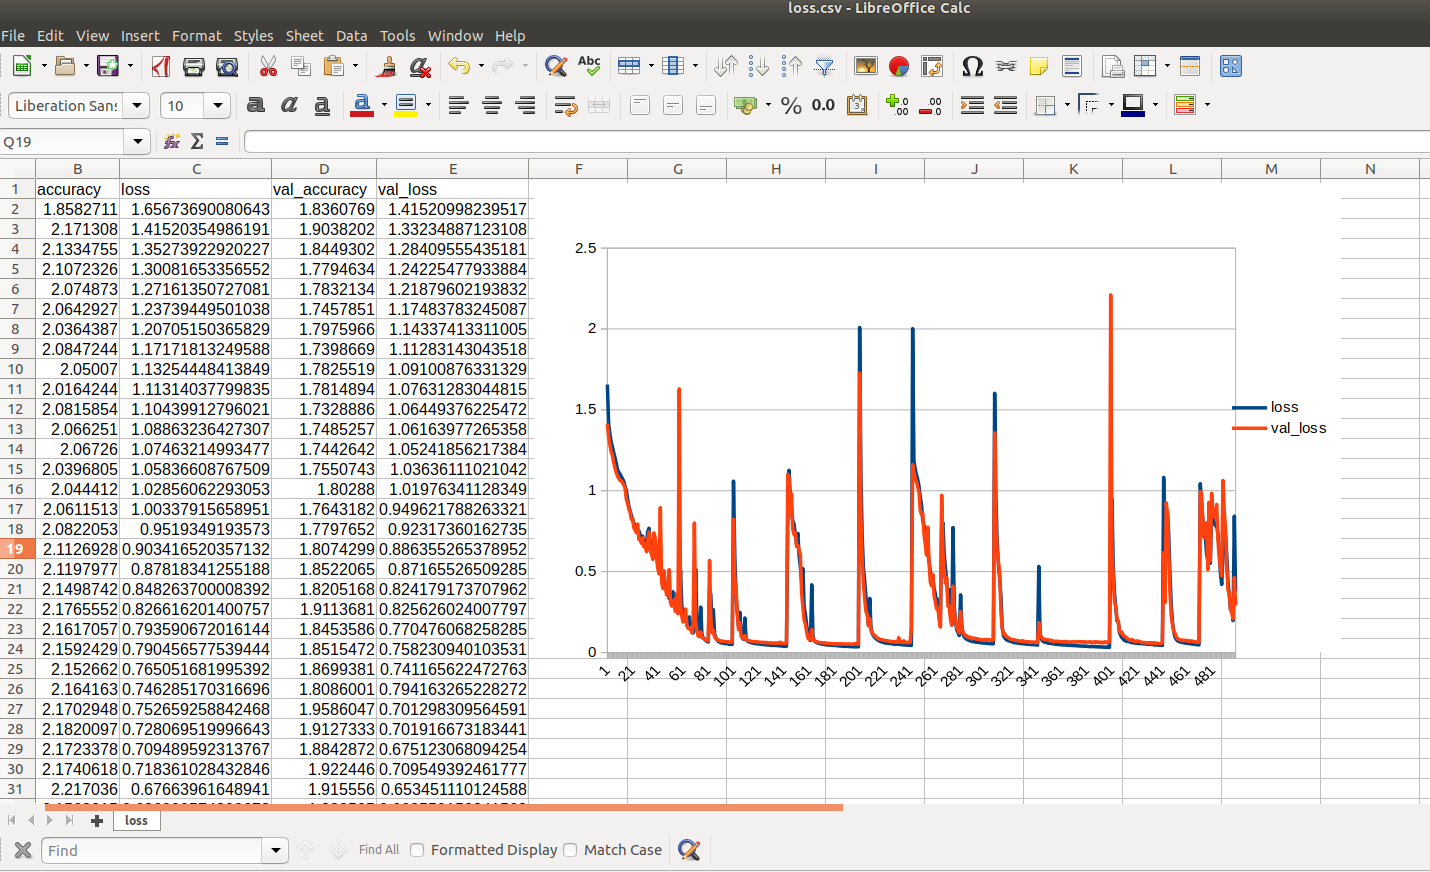 loss.csv - LibreOffice Calc
File Edit View Insert Format Styles Sheet Data Tools Window Help
Abc
Liberation Sans 10 a a a a % 0.0
Q19
B C D E F G H I J K L M N
1 accuracy loss val_accuracy val_loss
2 1.8582711 1.65673690080643 1.8360769 1.41520998239517
3 2.171308 1.41520354986191 1.9038202 1.33234887123108
4 2.1334755 1.35273922920227 1.8449302 1.28409555435181
5 2.1072326 1.30081653356552 1.7794634 1.24225477933884
6 2.074873 1.27161350727081 1.7832134 1.21879602193832
7 2.0642927 1.23739449501038 1.7457851 1.17483783245087
8 2.0364387 1.20705150365829 1.7975966 1.14337413311005
9 2.0847244 1.17171813249588 1.7398669 1.11283143043518
10 2.05007 1.13254448413849 1.7825519 1.09100876331329
11 2.0164244 1.11314037799835 1.7814894 1.07631283044815
12 2.0815854 1.10439912796021 1.7328886 1.06449376225472
13 2.066251 1.08863236427307 1.7485257 1.06163977265358
14 2.06726 1.07463214993477 1.7442642 1.05241856217384
15 2.0396805 1.05836608767509 1.7550743 1.03636111021042
16 2.044412 1.02856062293053 1.80288 1.01976341128349
17 2.0611513 1.00337915658951 1.7643182 0.949621788263321
18 2.0822053 0.9519349193573 1.7797652 0.92317360162735
19 2.1126928 0.903416520357132 1.8074299 0.886355265378952
20 2.1197977 0.87818341255188 1.8522065 0.87165526509285
21 2.1498742 0.848263700008392 1.8205168 0.824179173707962
22 2.1765552 0.826616201400757 1.9113681 0.825626024007797
23 2.1617057 0.793590672016144 1.8453586 0.770476068258285
24 2.1592429 0.790456577539444 1.8515472 0.758230940103531
25 2.152662 0.765051681995392 1.8699381 0.741165622472763
26 2.164163 0.746285170316696 1.8086001 0.794163265228272
27 2.1702948 0.752659258842468 1.9586047 0.701298309564591
28 2.1820097 0.728069519996643 1.9127333 0.701916673183441
29 2.1723378 0.709489592313767 1.8842872 0.675123068094254
30 2.1740618 0.718361028432846 1.922446 0.709549392461777
31 2.217036 0.67663961648941 1.915556 0.653451110124588
2.5
2
1.5
1
0.5
0
1 21 41 61 81 101 121 141 161 181 201 221 241 261 281 301 321 341 361 381 401 421 441 461 481
loss
val_loss
loss
Find Find All Formatted Display Match Case